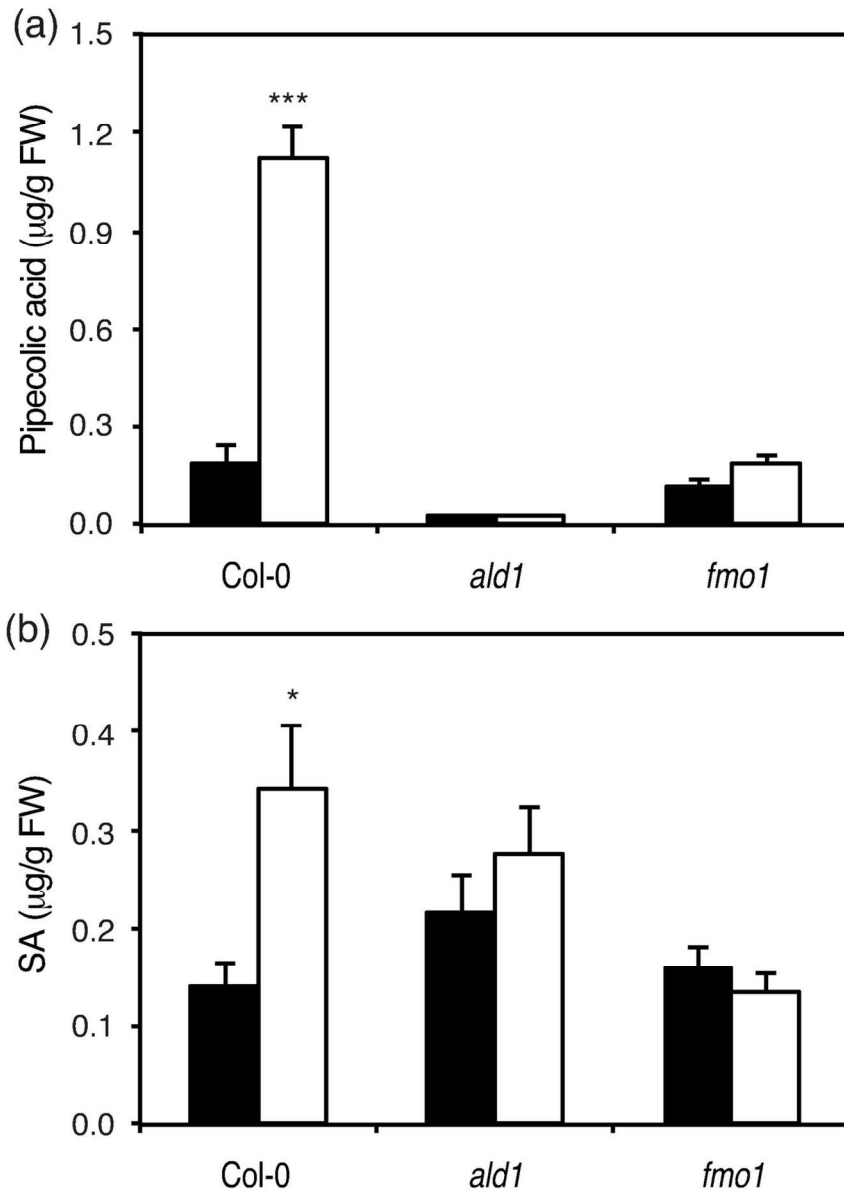 (a)
1.5
***
1.2
0.9
0.6
0.3
0.0
Pipecolic acid (μg/g FW)
Col-0 ald1 fmo1
(b)
0.5
*
0.4
0.3
0.2
0.1
0.0
SA (μg/g FW)
Col-0 ald1 fmo1